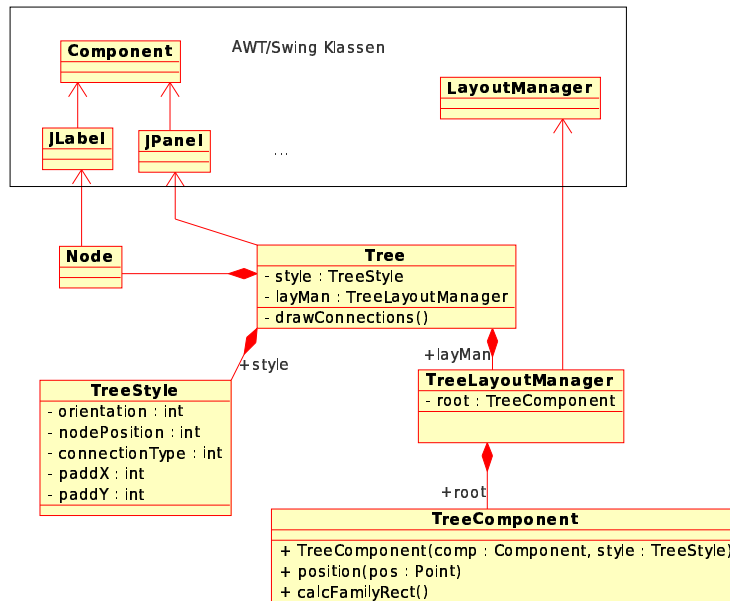 Component
AWT/Swing Klassen
LayoutManager
JLabel
JPanel
...
Node
Tree
- style : TreeStyle
- layMan : TreeLayoutManager
- drawConnections()
+style
+layMan
TreeStyle
- orientation : int
- nodePosition : int
- connectionType : int
- paddX : int
- paddY : int
TreeLayoutManager
- root : TreeComponent
+root
TreeComponent
+ TreeComponent(comp : Component, style : TreeStyle)
+ position(pos : Point)
+ calcFamilyRect()